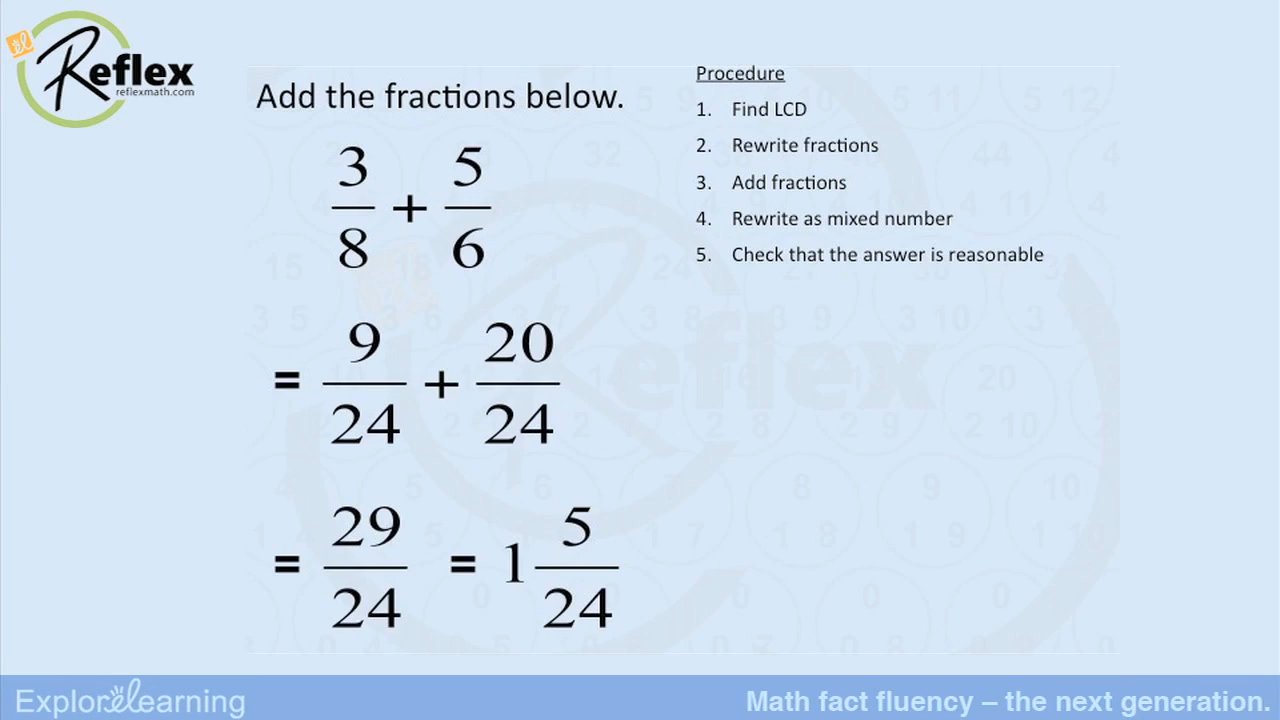 el
Reflex
reflexmath.com
Add the fractions below.
3/8 + 5/6
= 9/24 + 20/24
= 29/24 = 1 5/24
Procedure
1. Find LCD
2. Rewrite fractions
3. Add fractions
4. Rewrite as mixed number
5. Check that the answer is reasonable
ExploreLearning
Math fact fluency – the next generation.